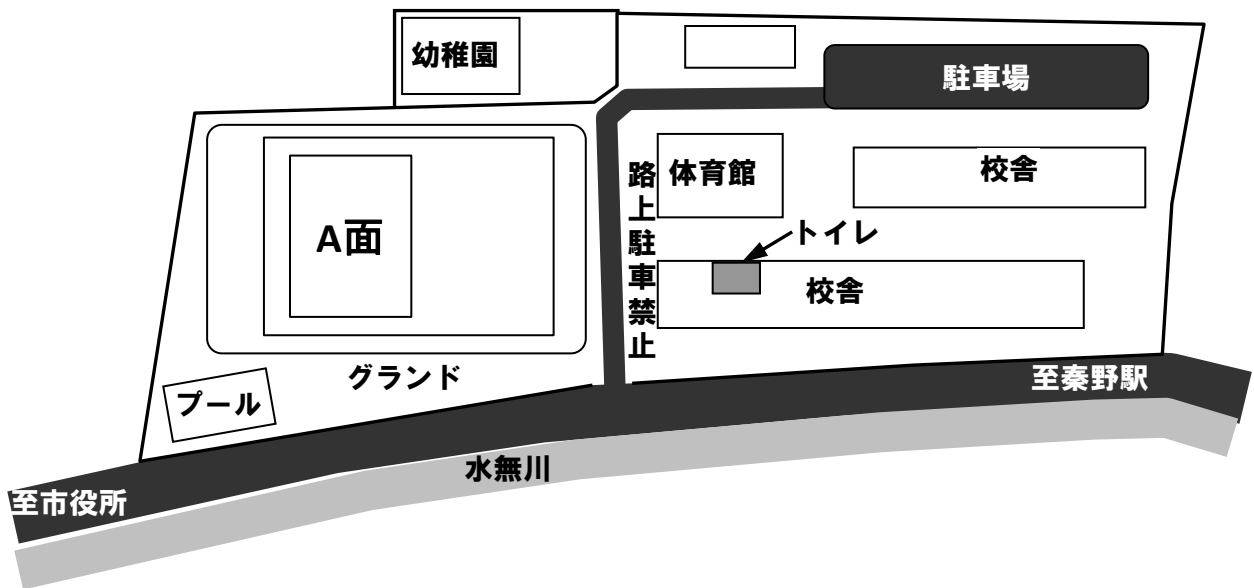 幼稚園
駐車場
路上駐車禁止
体育館
校舎
A面
トイレ
校舎
グランド
プール
至秦野駅
水無川
至市役所